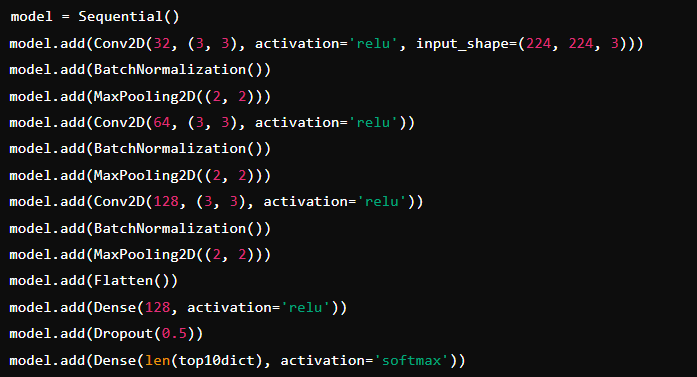 model = Sequential()
model.add(Conv2D(32, (3, 3), activation='relu', input_shape=(224, 224, 3)))
model.add(BatchNormalization())
model.add(MaxPooling2D((2, 2)))
model.add(Conv2D(64, (3, 3), activation='relu'))
model.add(BatchNormalization())
model.add(MaxPooling2D((2, 2)))
model.add(Conv2D(128, (3, 3), activation='relu'))
model.add(BatchNormalization())
model.add(MaxPooling2D((2, 2)))
model.add(Flatten())
model.add(Dense(128, activation='relu'))
model.add(Dropout(0.5))
model.add(Dense(len(top10dict), activation='softmax'))